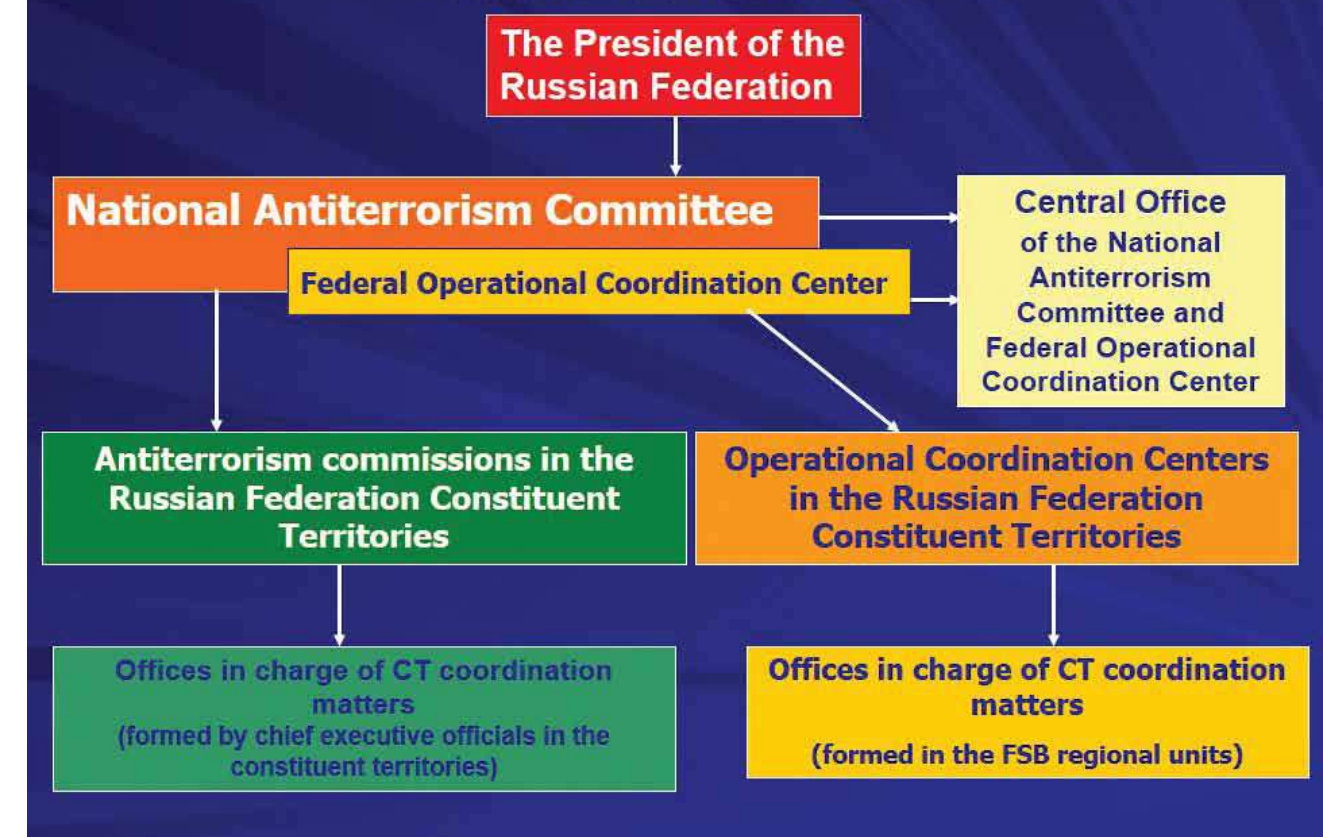 The President of the
Russian Federation
National Antiterrorism Committee
Federal Operational Coordination Center
Central Office
of the National
Antiterrorism
Committee and
Federal Operational
Coordination Center
Antiterrorism commissions in the
Russian Federation Constituent
Territories
Operational Coordination Centers
in the Russian Federation
Constituent Territories
Offices in charge of CT coordination
matters
(formed by chief executive officials in the
constituent territories)
Offices in charge of CT coordination
matters
(formed in the FSB regional units)